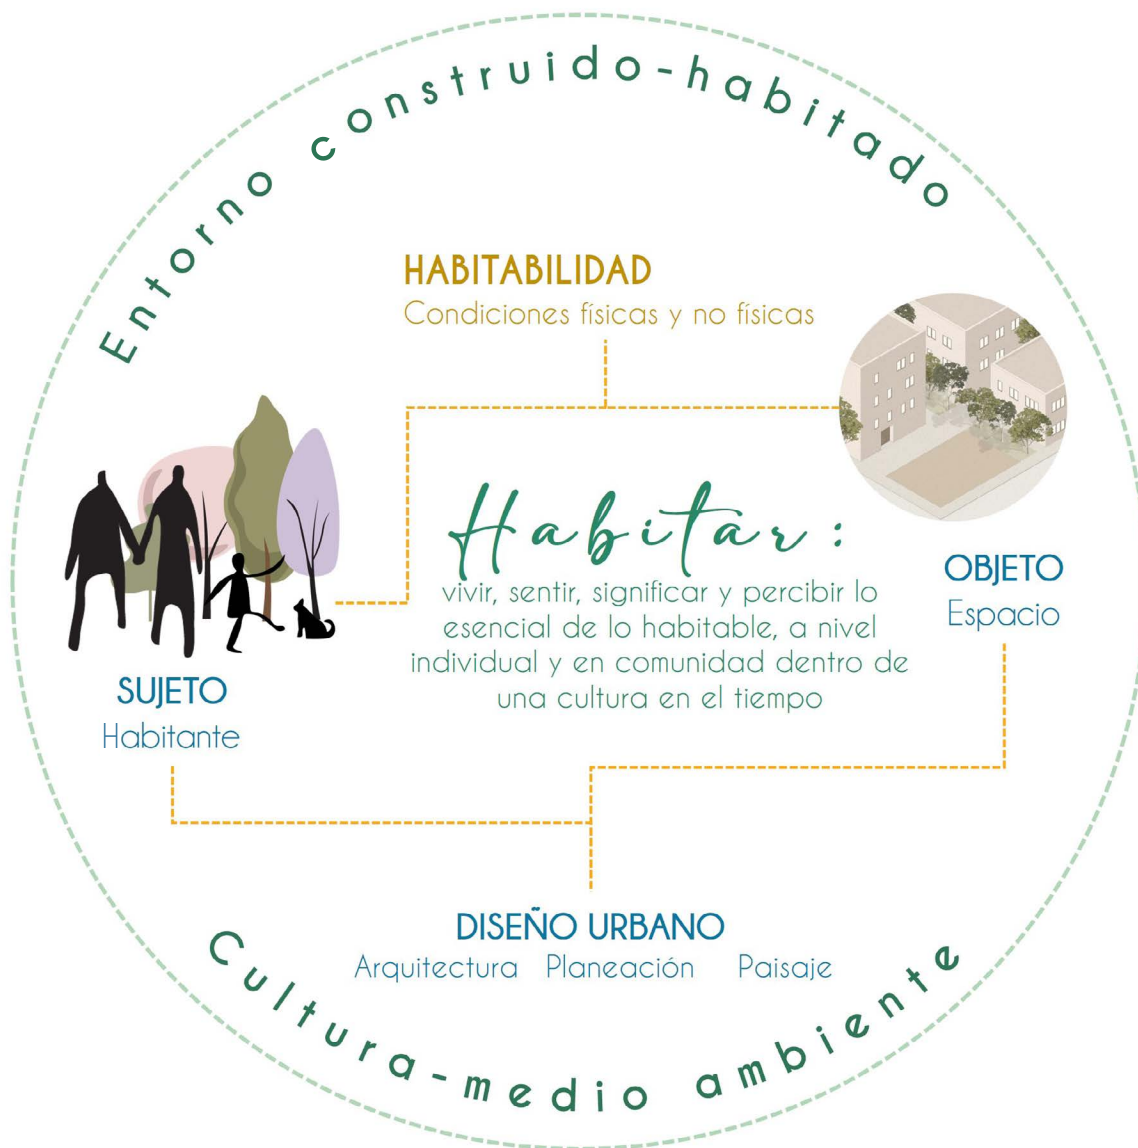 Entorno construido-habitado
HABITABILIDAD
Condiciones físicas y no físicas
Habitar:
vivir, sentir, significar y percibir lo
esencial de lo habitable, a nivel
individual y en comunidad dentro de
una cultura en el tiempo
OBJETO
Espacio
SUJETO
Habitante
DISEÑO URBANO
Arquitectura Planeación Paisaje
Cultura-medio ambiente